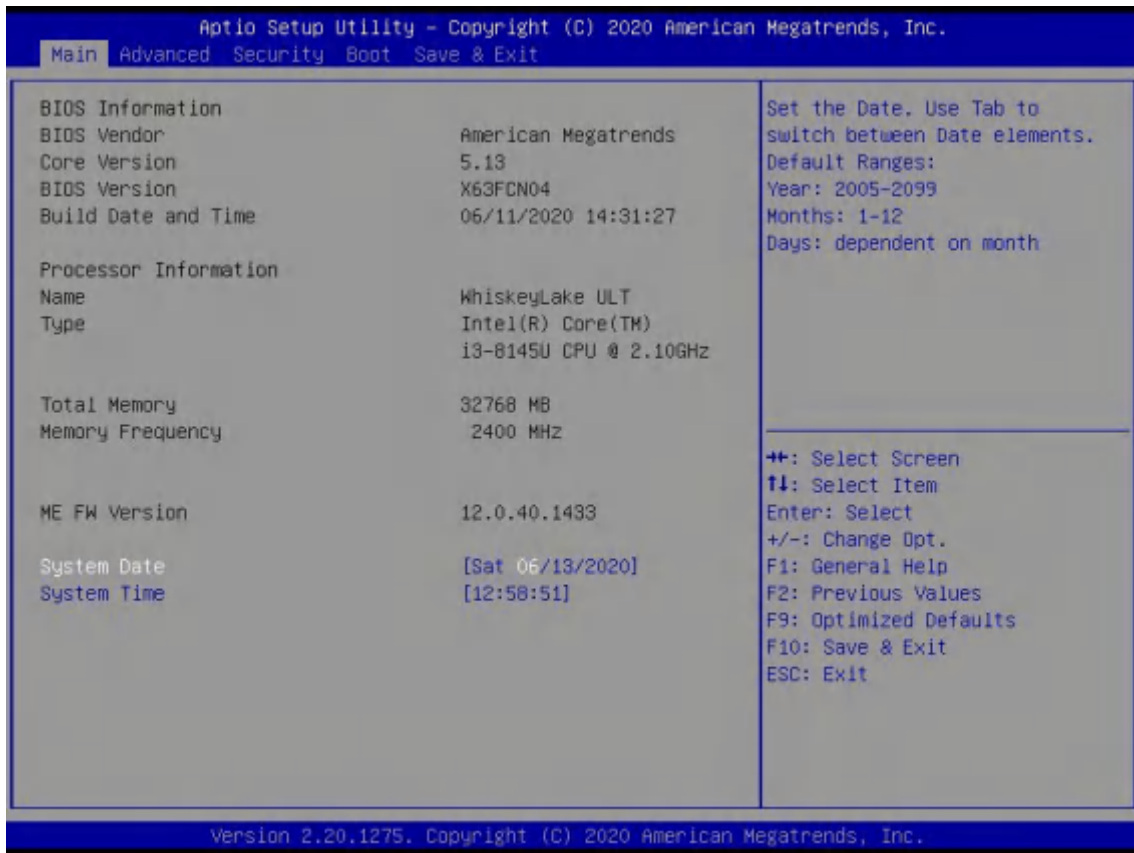 Aptio Setup Utility – Copyright (C) 2020 American Megatrends, Inc.
Main Advanced Security Boot Save & Exit
BIOS Information
BIOS Vendor American Megatrends
Core Version 5.13
BIOS Version X63FCN04
Build Date and Time 06/11/2020 14:31:27
Processor Information
Name WhiskeyLake ULT
Type Intel(R) Core(TM)
i3-8145U CPU @ 2.10GHz
Total Memory 32768 MB
Memory Frequency 2400 MHz
ME FW Version 12.0.40.1433
System Date [Sat 06/13/2020]
System Time [12:58:51]
Set the Date. Use Tab to
switch between Date elements.
Default Ranges:
Year: 2005-2099
Months: 1-12
Days: dependent on month
→←: Select Screen
↑↓: Select Item
Enter: Select
+/-: Change Opt.
F1: General Help
F2: Previous Values
F9: Optimized Defaults
F10: Save & Exit
ESC: Exit
Version 2.20.1275. Copyright (C) 2020 American Megatrends, Inc.